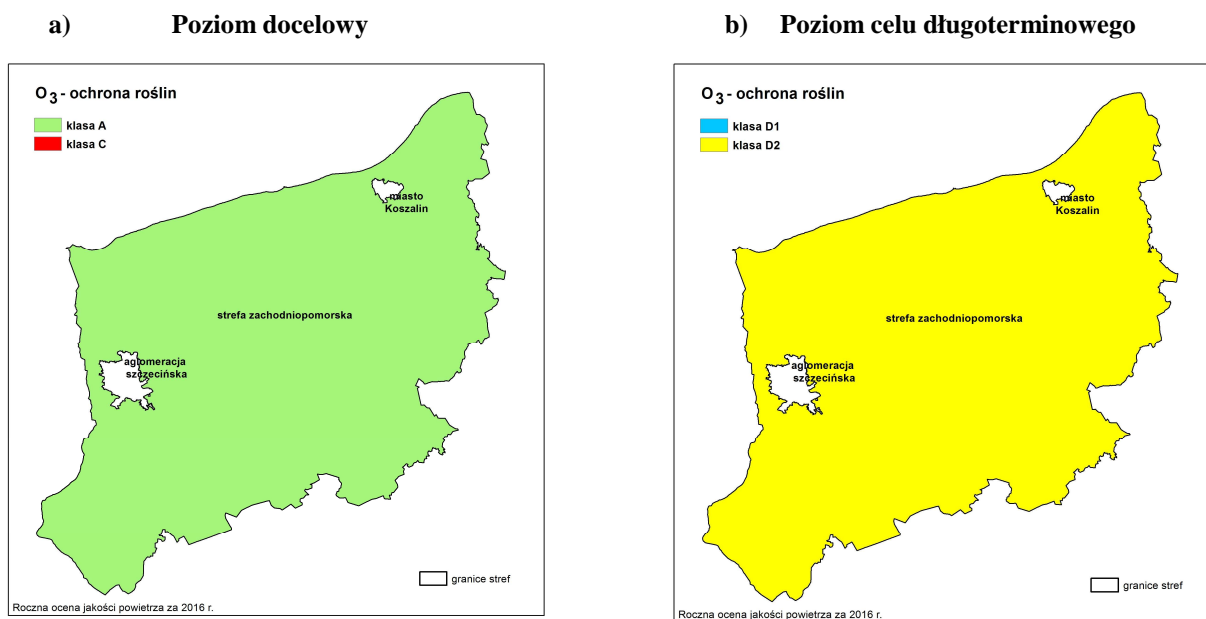 a) Poziom docelowy
O3 - ochrona roślin
klasa A
klasa C
miasto
Koszalin
strefa zachodniopomorska
aglomeracja
szczecińska
granice stref
Roczna ocena jakości powietrza za 2016 r.
b) Poziom celu długoterminowego
O3 - ochrona roślin
klasa D1
klasa D2
miasto
Koszalin
strefa zachodniopomorska
aglomeracja
szczecińska
granice stref
Roczna ocena jakości powietrza za 2016 r.